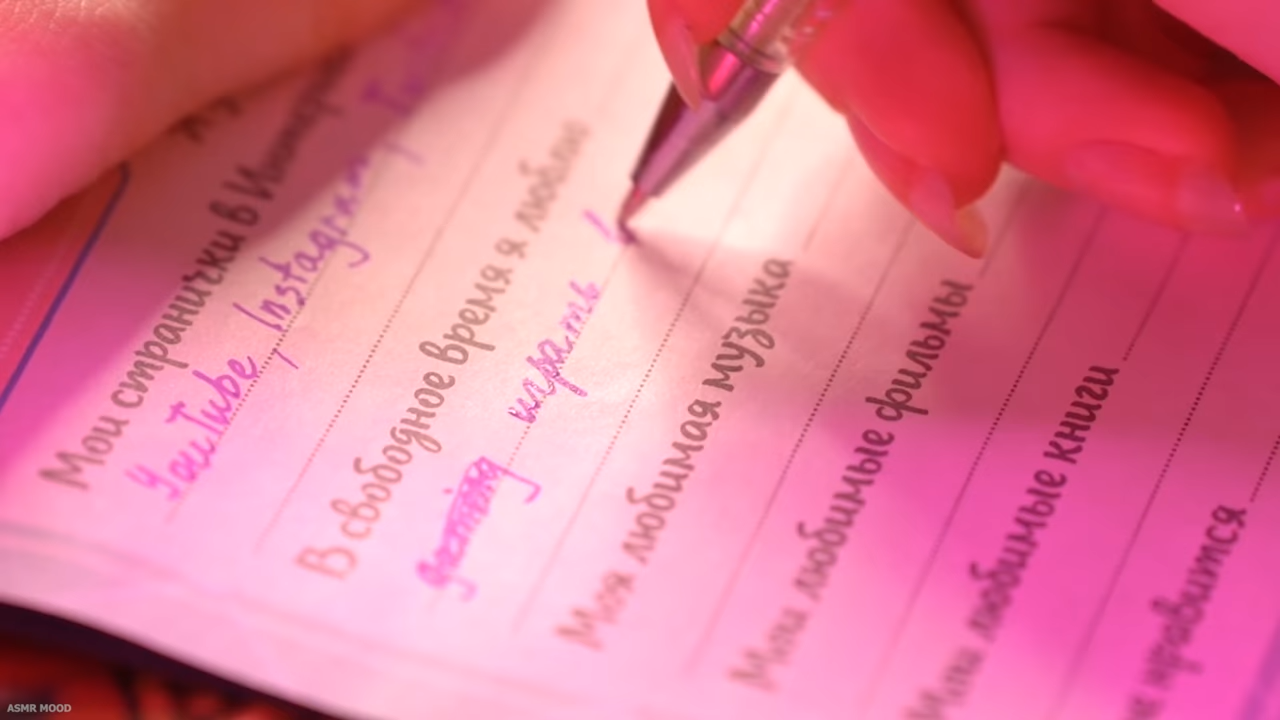 Мои странички в Интерн
YouTube, Instagram, T
В свободное время я люблю
играть
Моя любимая музыка
Мои любимые фильмы
Мои любимые книги
нравится
ASMR MOOD